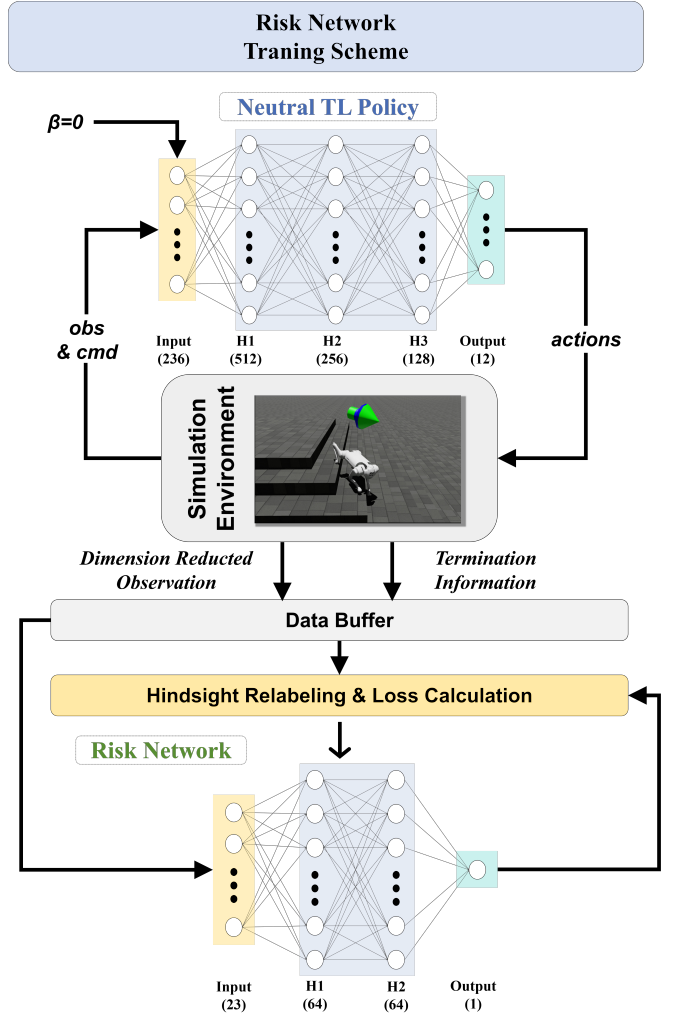 Risk Network
Traning Scheme
Neutral TL Policy
β=0
obs
& cmd
actions
Input
(236)
H1
(512)
H2
(256)
H3
(128)
Output
(12)
Simulation
Environment
Dimension Reducted
Observation
Termination
Information
Data Buffer
Hindsight Relabeling & Loss Calculation
Risk Network
Input
(23)
H1
(64)
H2
(64)
Output
(1)